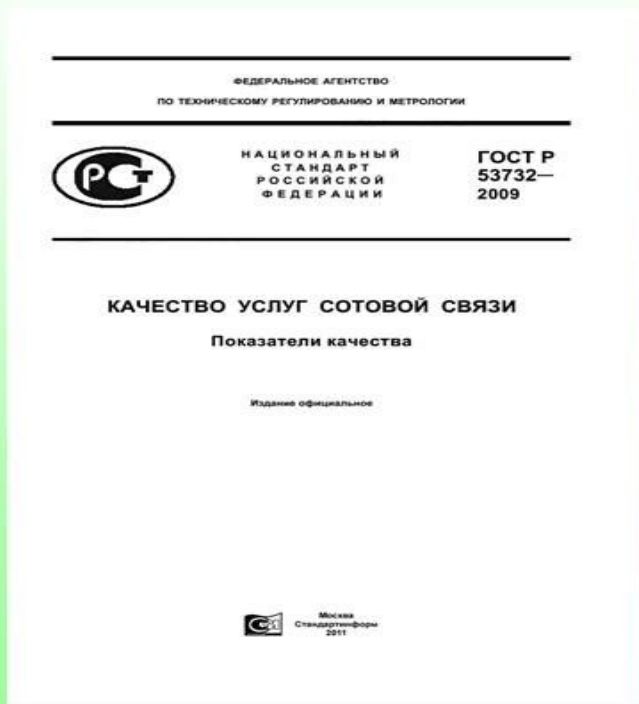 ФЕДЕРАЛЬНОЕ АГЕНТСТВО
ПО ТЕХНИЧЕСКОМУ РЕГУЛИРОВАНИЮ И МЕТРОЛОГИИ
РСТ
НАЦИОНАЛЬНЫЙ
СТАНДАРТ
РОССИЙСКОЙ
ФЕДЕРАЦИИ
ГОСТ Р
53732—
2009
КАЧЕСТВО УСЛУГ СОТОВОЙ СВЯЗИ
Показатели качества
Издание официальное
Москва
Стандартинформ
2011